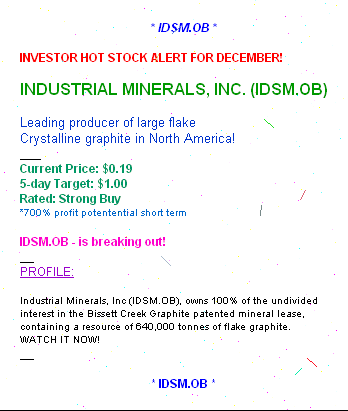 * IDSM.OB *
INVESTOR HOT STOCK ALERT FOR DECEMBER!
INDUSTRIAL MINERALS, INC. (IDSM.OB)
Leading producer of large flake
Crystalline graphite in North America!
Current Price: $0.19
5-day Target: $1.00
Rated: Strong Buy
*700% profit potentential short term
IDSM.OB - is breaking out!
PROFILE:
Industrial Minerals, Inc (IDSM.OB), owns 100% of the undivided
interest in the Bissett Creek Graphite patented mineral lease,
containing a resource of 640,000 tonnes of flake graphite.
WATCH IT NOW!
* IDSM.OB *